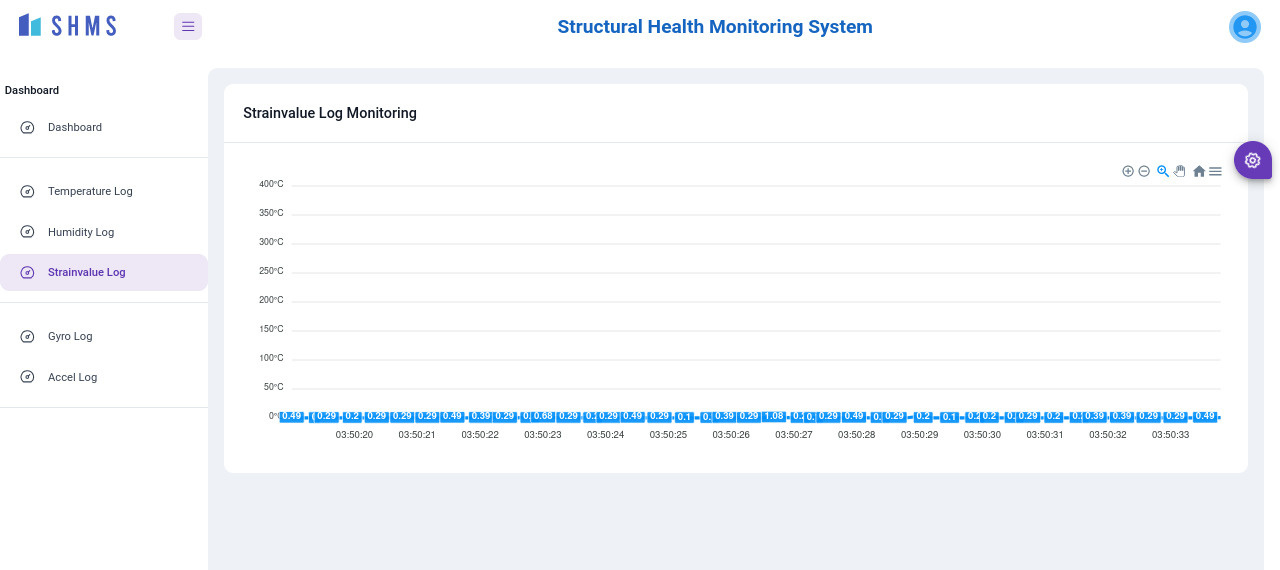 SHMS
Structural Health Monitoring System
Dashboard
Dashboard
Temperature Log
Humidity Log
Strainvalue Log
Gyro Log
Accel Log
Strainvalue Log Monitoring
400°C
350°C
300°C
250°C
200°C
150°C
100°C
50°C
0.49 0.29 0.2 0.29 0.29 0.29 0.49 0.39 0.29 0.68 0.29 0.29 0.49 0.29 0.1 0.39 0.29 1.08 0.29 0.49 0.29 0.2 0.1 0.2 0.29 0.2 0.39 0.39 0.29 0.29 0.49
03:50:20 03:50:21 03:50:22 03:50:23 03:50:24 03:50:25 03:50:26 03:50:27 03:50:28 03:50:29 03:50:30 03:50:31 03:50:32 03:50:33